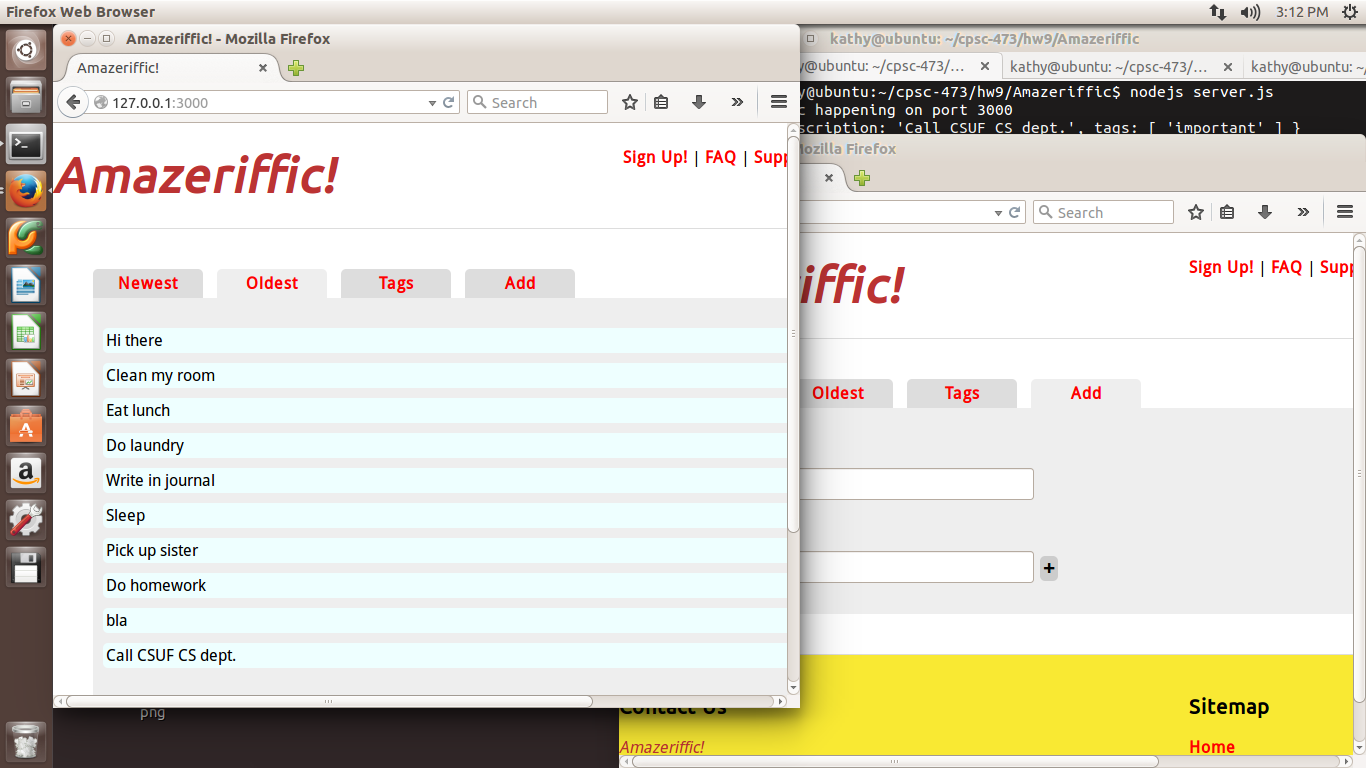 Firefox Web Browser
3:12 PM
Amazeriffic! - Mozilla Firefox
Amazeriffic!
127.0.0.1:3000
Search
Amazeriffic!
Sign Up! | FAQ | Supp
Newest
Oldest
Tags
Add
Hi there
Clean my room
Eat lunch
Do laundry
Write in journal
Sleep
Pick up sister
Do homework
bla
Call CSUF CS dept.
png
kathy@ubuntu: ~/cpsc-473/hw9/Amazeriffic
y@ubuntu: ~/cpsc-473/...
kathy@ubuntu: ~/cpsc-473/...
kathy@ubuntu: ~/cpsc-473/
y@ubuntu:~/cpsc-473/hw9/Amazeriffic$ nodejs server.js
c happening on port 3000
scription: 'Call CSUF CS dept.', tags: [ 'important' ] }
Mozilla Firefox
Search
iffic!
Sign Up! | FAQ | Supp
Oldest
Tags
Add
+
Contact Us
Amazeriffic!
Sitemap
Home